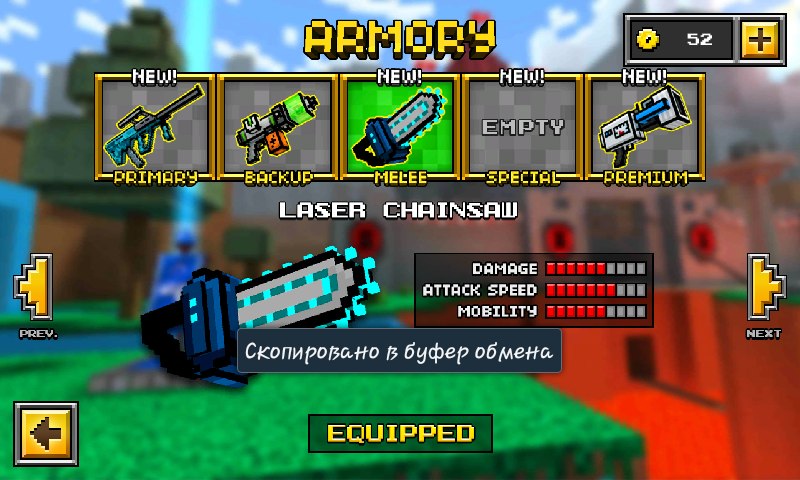 ARMORY
52
NEW!
NEW!
NEW!
NEW!
PRIMARY
BACKUP
MELEE
EMPTY
SPECIAL
PREMIUM
LASER CHAINSAW
DAMAGE
ATTACK SPEED
MOBILITY
PREV.
NEXT
Скопировано в буфер обмена
EQUIPPED